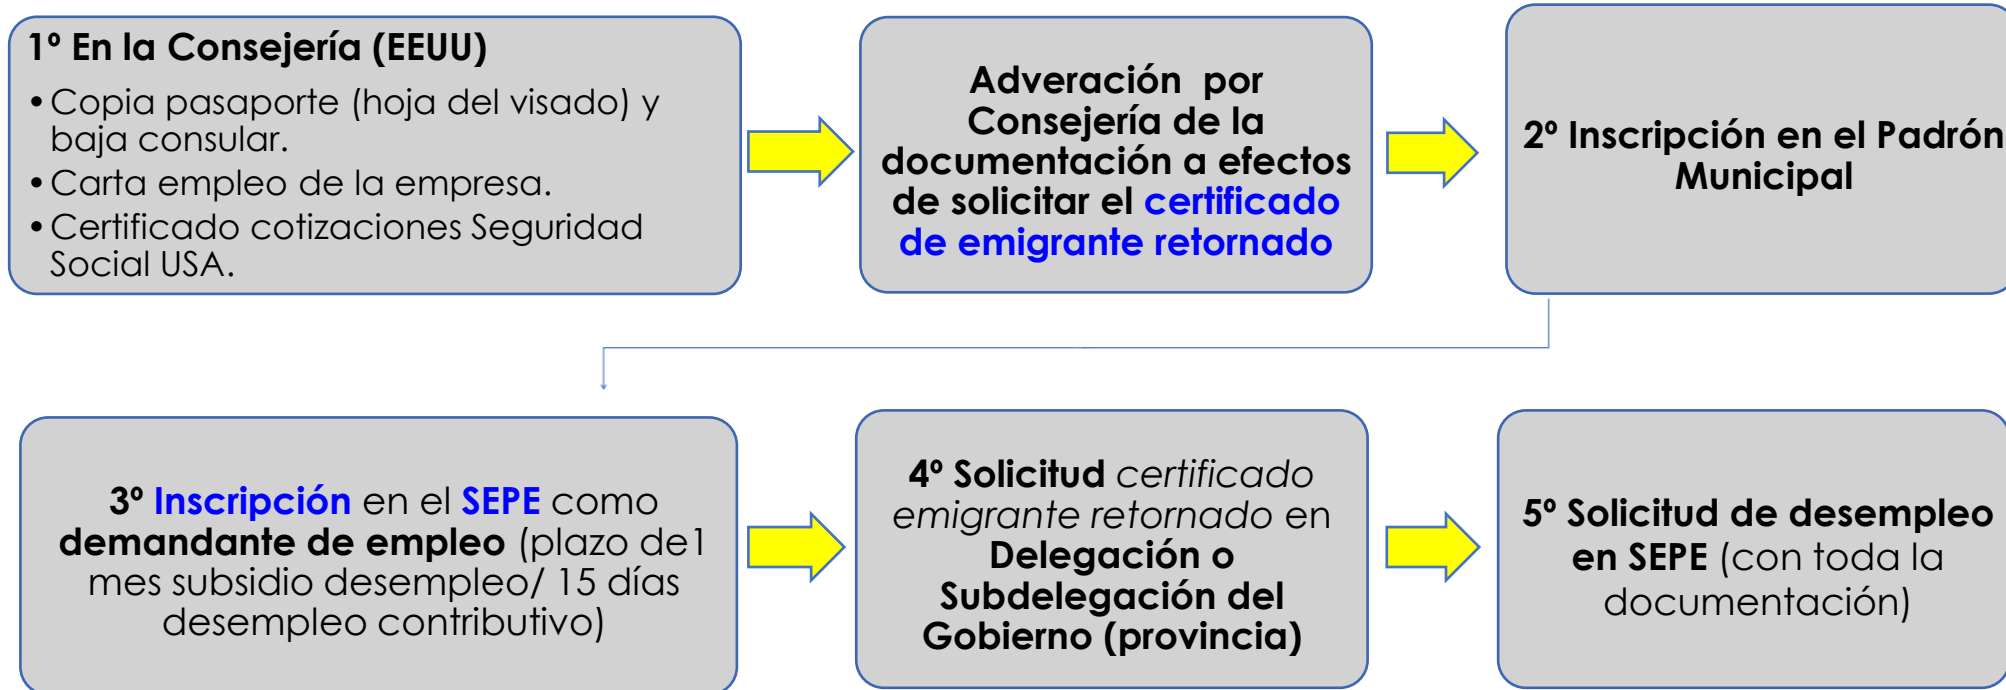 1º En la Consejería (EEUU)
• Copia pasaporte (hoja del visado) y
baja consular.
• Carta empleo de la empresa.
• Certificado cotizaciones Seguridad
Social USA.
Adveración por
Consejería de la
documentación a efectos
de solicitar el certificado
de emigrante retornado
2º Inscripción en el Padrón
Municipal
3º Inscripción en el SEPE como
demandante de empleo (plazo de1
mes subsidio desempleo/ 15 días
desempleo contributivo)
4º Solicitud certificado
emigrante retornado en
Delegación o
Subdelegación del
Gobierno (provincia)
5º Solicitud de desempleo
en SEPE (con toda la
documentación)